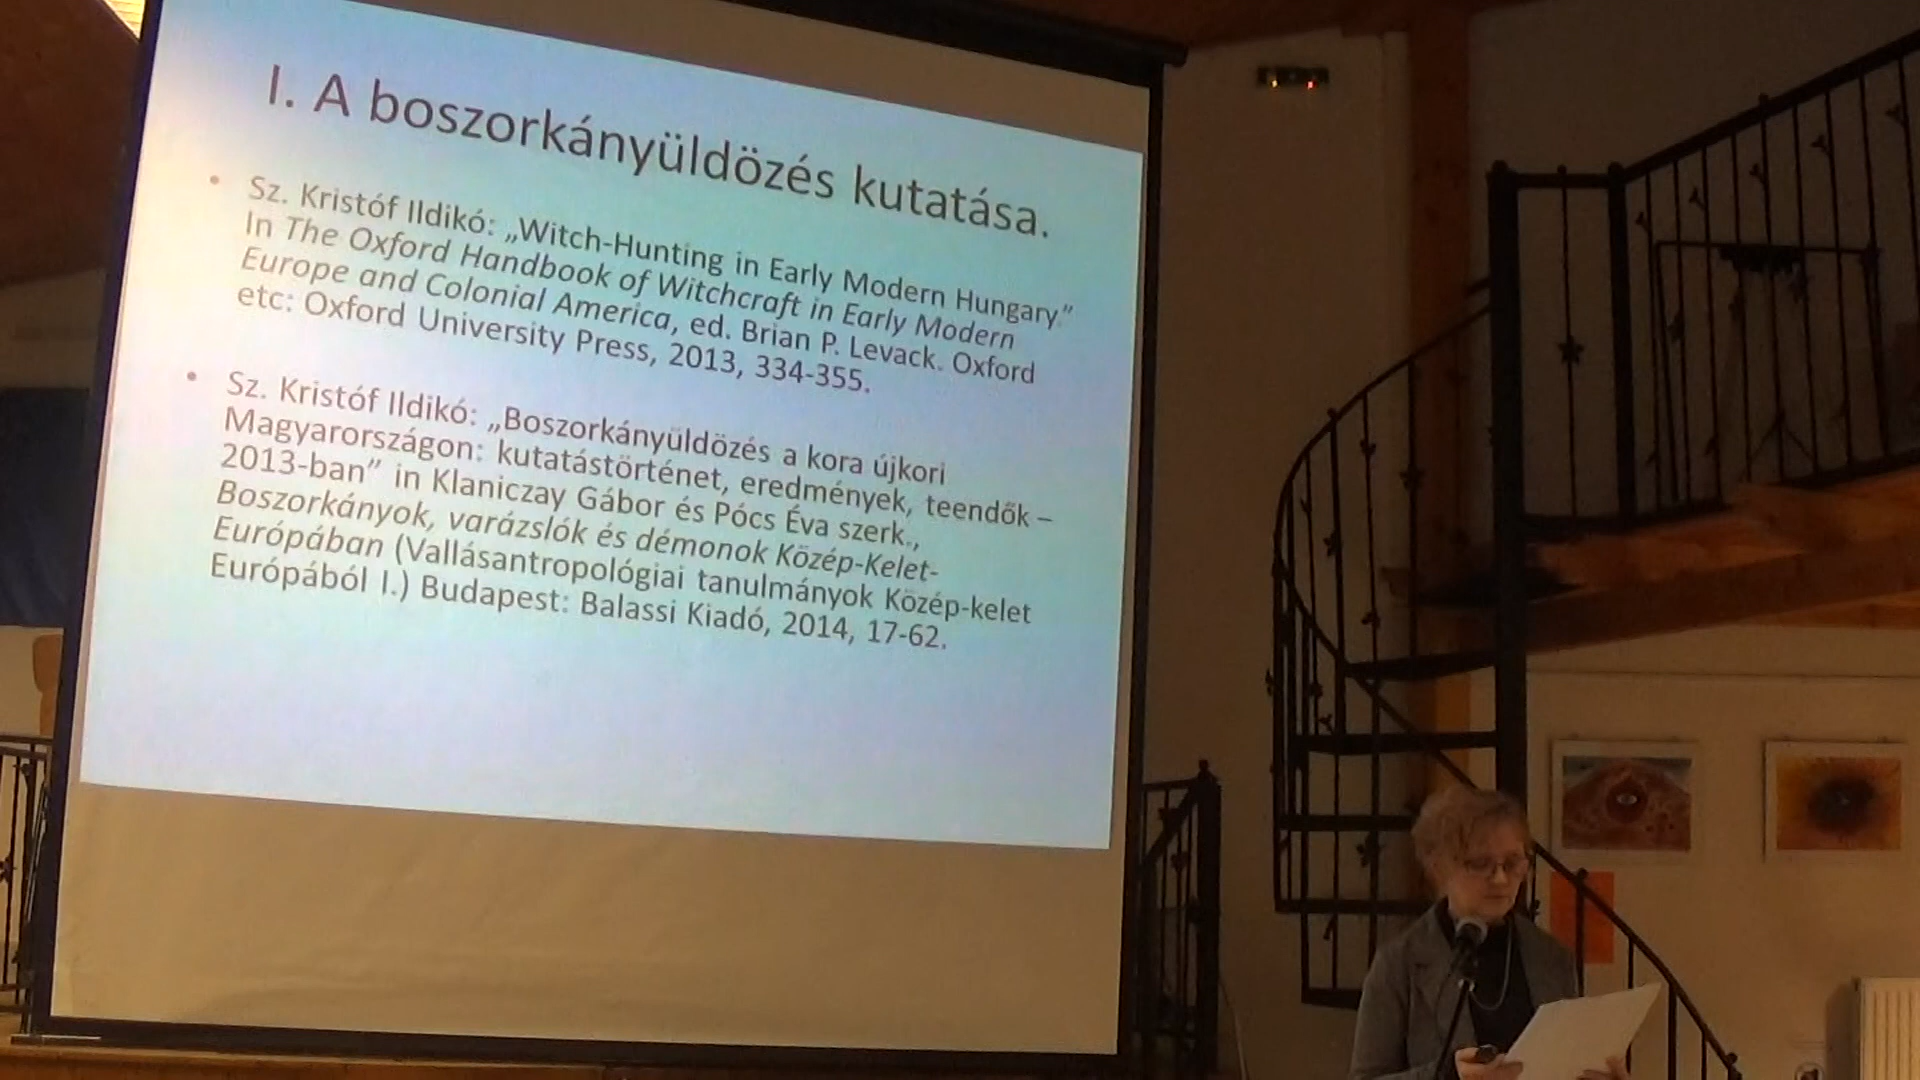 I. A boszorkányüldözés kutatása.
• Sz. Kristóf Ildikó: „Witch-Hunting in Early Modern Hungary”
In The Oxford Handbook of Witchcraft in Early Modern
Europe and Colonial America, ed. Brian P. Levack. Oxford
etc: Oxford University Press, 2013, 334-355.
• Sz. Kristóf Ildikó: „Boszorkányüldözés a kora újkori
Magyarországon: kutatástörténet, eredmények, teendők –
2013-ban” in Klaniczay Gábor és Pócs Éva szerk.,
Boszorkányok, varázslók és démonok Közép-Kelet-
Európában (Vallásantropológiai tanulmányok Közép-kelet
Európából I.) Budapest: Balassi Kiadó, 2014, 17-62.